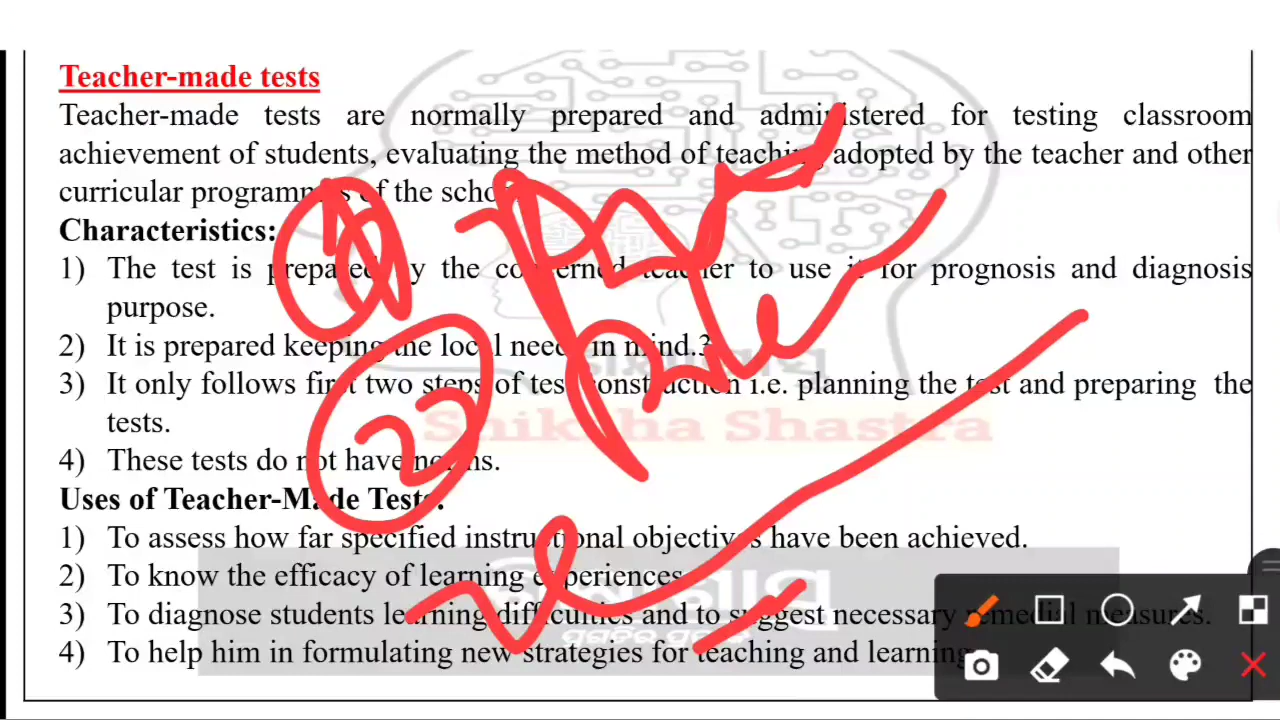 Teacher-made tests
Teacher-made tests are normally prepared and administered for testing classroom
achievement of students, evaluating the method of teaching adopted by the teacher and other
curricular programmes of the school.
Characteristics:
1) The test is prepared by the concerned teacher to use it for prognosis and diagnosis
purpose.
2) It is prepared keeping the local needs in mind.3
3) It only follows first two steps of test construction i.e. planning the test and preparing the
tests.
4) These tests do not have norms.
Shiksha Shastra
Uses of Teacher-Made Tests:
1) To assess how far specified instructional objectives have been achieved.
2) To know the efficacy of learning experiences.
3) To diagnose students learning difficulties and to suggest necessary remedial measures.
4) To help him in formulating new strategies for teaching and learning